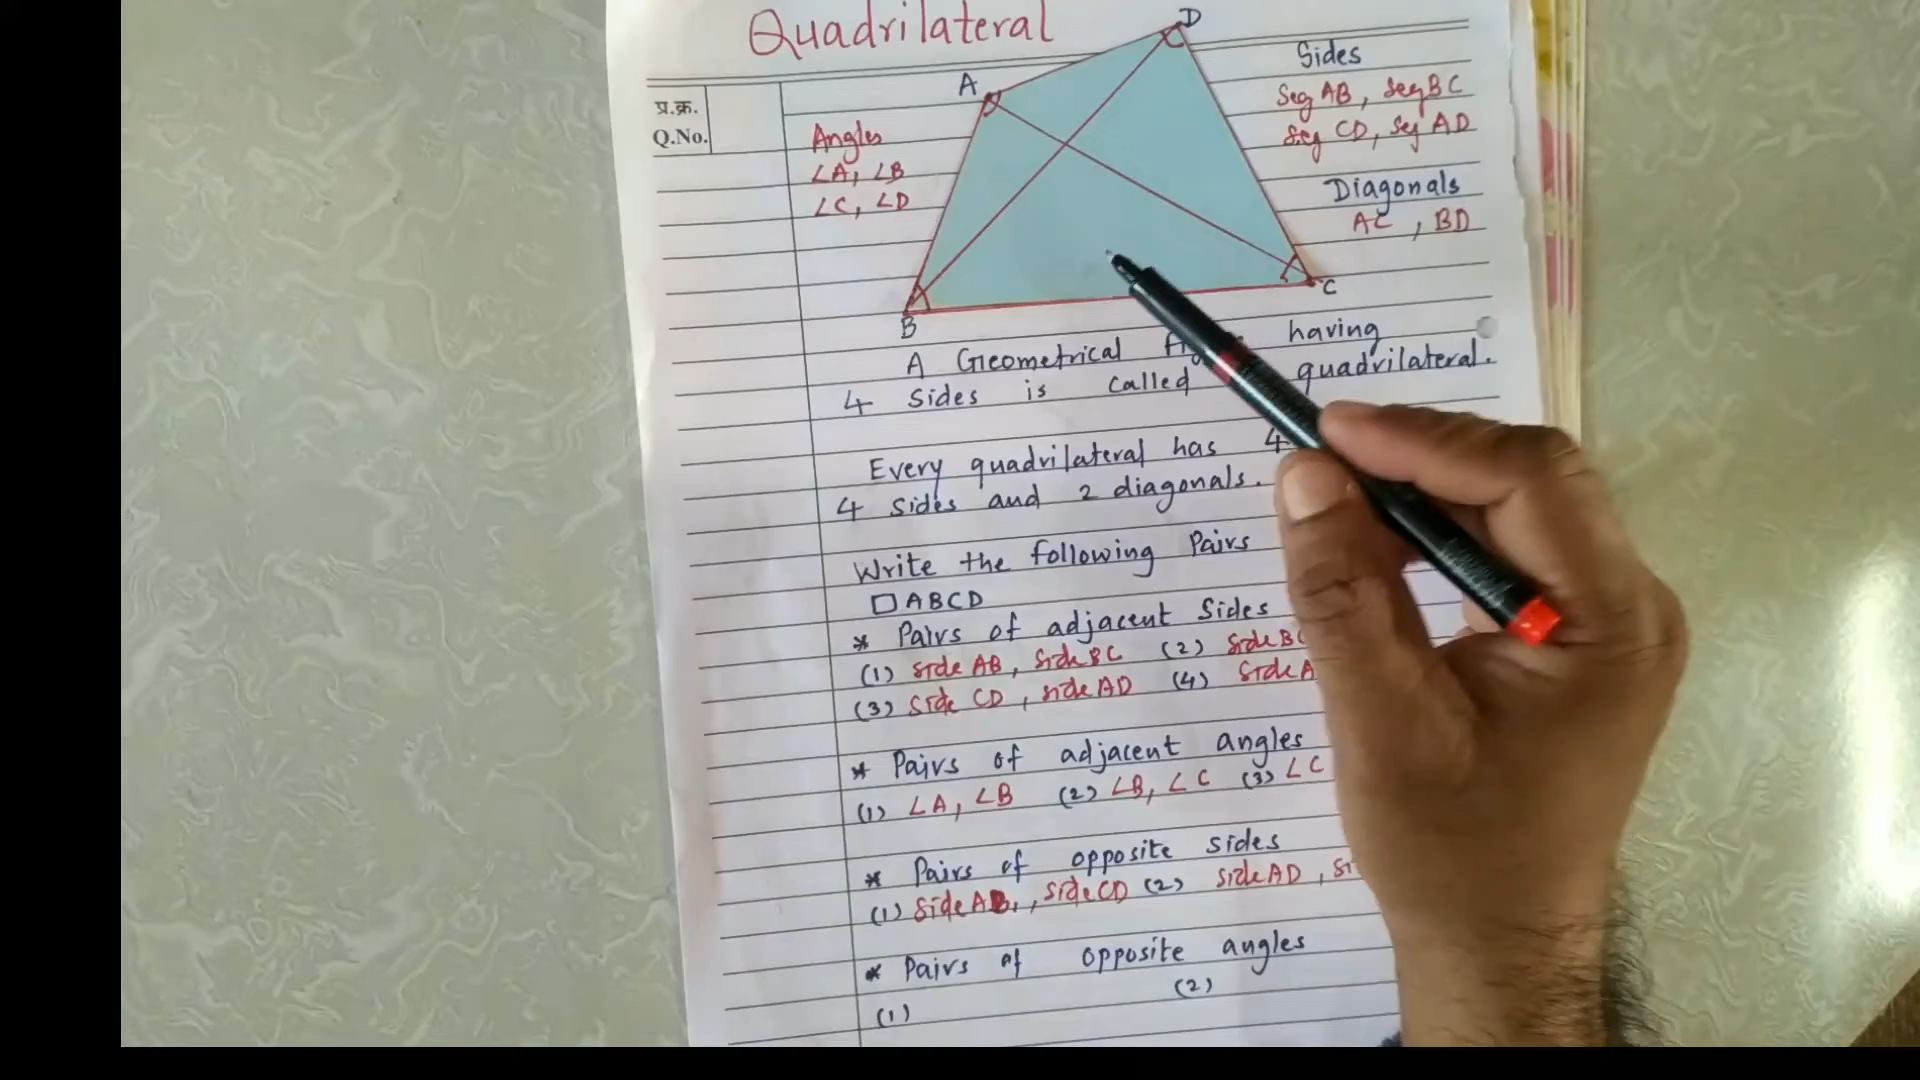 Quadrilateral
प्र.क्र.
Q.No.
A
D
B
C
Angles
∠A, ∠B
∠C, ∠D
Sides
Seg AB, Seg BC
Seg CD, Seg AD
Diagonals
AC, BD
A Geometrical having
4 Sides is called quadrilateral.
Every quadrilateral has 4
4 Sides and 2 diagonals.
Write the following Pairs
□ABCD
* Pairs of adjacent Sides
(1) Side AB, Side BC (2) Side BC
(3) Side CD, side AD (4) Side A
* Pairs of adjacent angles
(1) ∠A, ∠B (2) ∠B, ∠C (3) ∠C
* Pairs of opposite sides
(1) Side AB, Side CD (2) Side AD,
* Pairs of opposite angles
(1) (2)